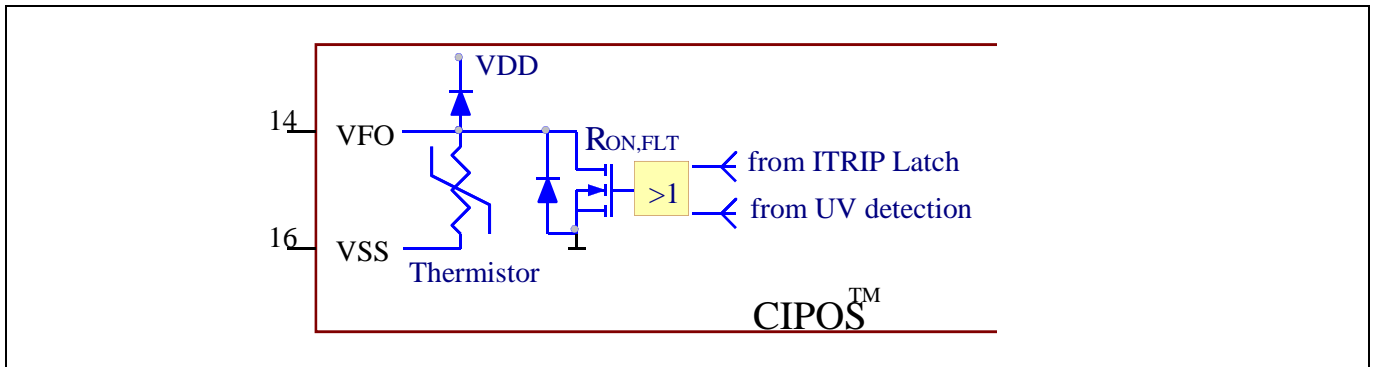 VDD
14
VFO
RON,FLT
from ITRIP Latch
>1
from UV detection
16
VSS
Thermistor
CIPOS™